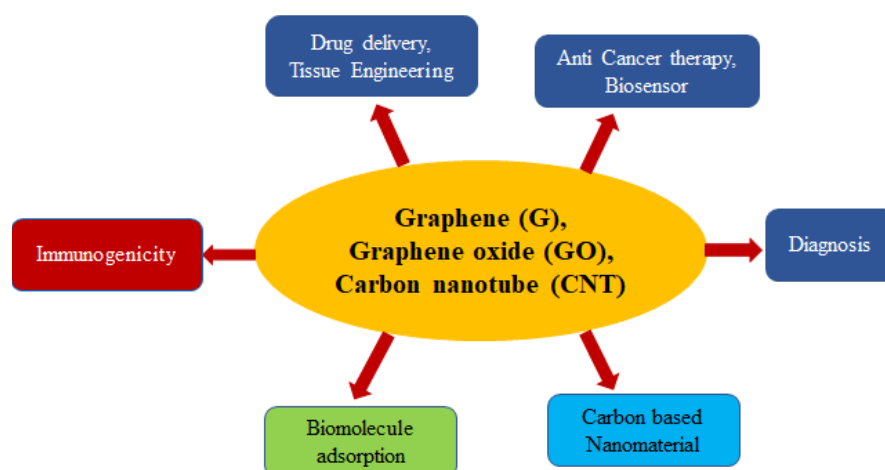 Drug delivery,
Tissue Engineering
Anti Cancer therapy,
Biosensor
Graphene (G),
Graphene oxide (GO),
Carbon nanotube (CNT)
Immunogenicity
Diagnosis
Biomolecule
adsorption
Carbon based
Nanomaterial